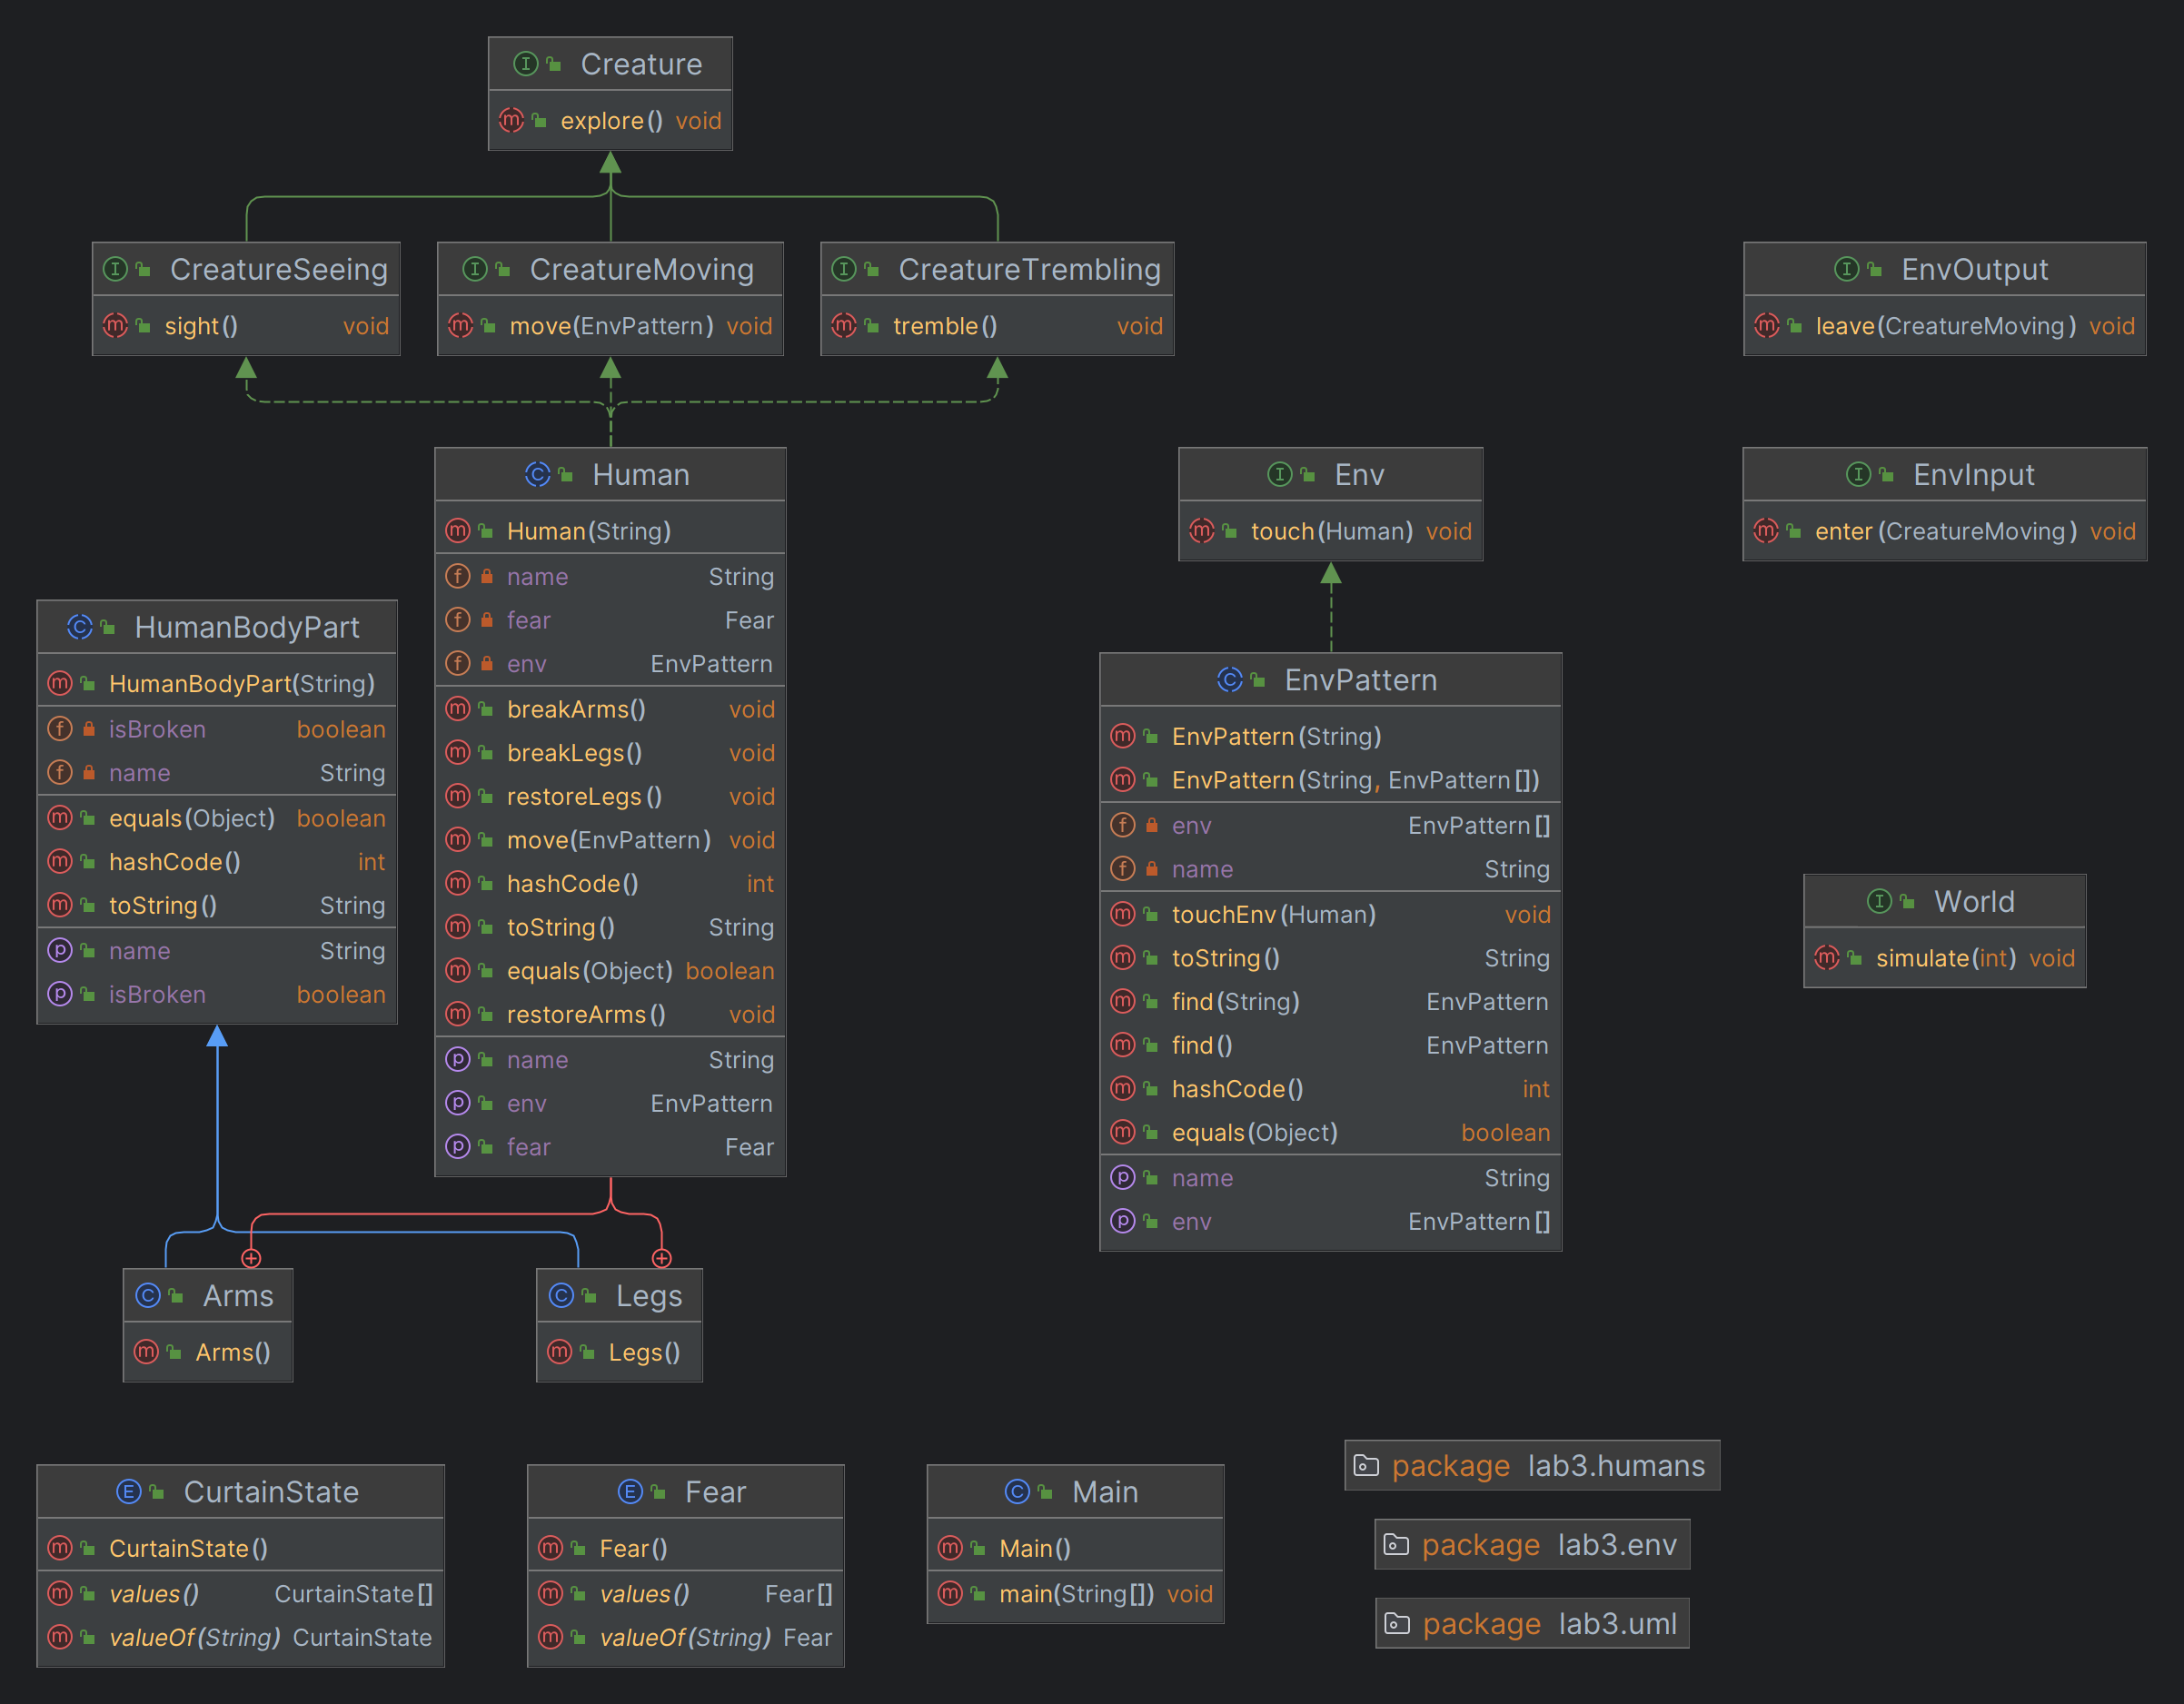 Creature
explore() void
CreatureSeeing
sight() void
CreatureMoving
move(EnvPattern) void
CreatureTrembling
tremble() void
EnvOutput
leave(CreatureMoving) void
Human
Human(String)
name String
fear Fear
env EnvPattern
breakArms() void
breakLegs() void
restoreLegs() void
move(EnvPattern) void
hashCode() int
toString() String
equals(Object) boolean
restoreArms() void
name String
env EnvPattern
fear Fear
Env
touch(Human) void
EnvInput
enter(CreatureMoving) void
HumanBodyPart
HumanBodyPart(String)
isBroken boolean
name String
equals(Object) boolean
hashCode() int
toString() String
name String
isBroken boolean
EnvPattern
EnvPattern(String)
EnvPattern(String, EnvPattern[])
env EnvPattern[]
name String
touchEnv(Human) void
toString() String
find(String) EnvPattern
find() EnvPattern
hashCode() int
equals(Object) boolean
name String
env EnvPattern[]
World
simulate(int) void
Arms
Arms()
Legs
Legs()
CurtainState
CurtainState()
values() CurtainState[]
valueOf(String) CurtainState
Fear
Fear()
values() Fear[]
valueOf(String) Fear
Main
Main()
main(String[]) void
package lab3.humans
package lab3.env
package lab3.uml